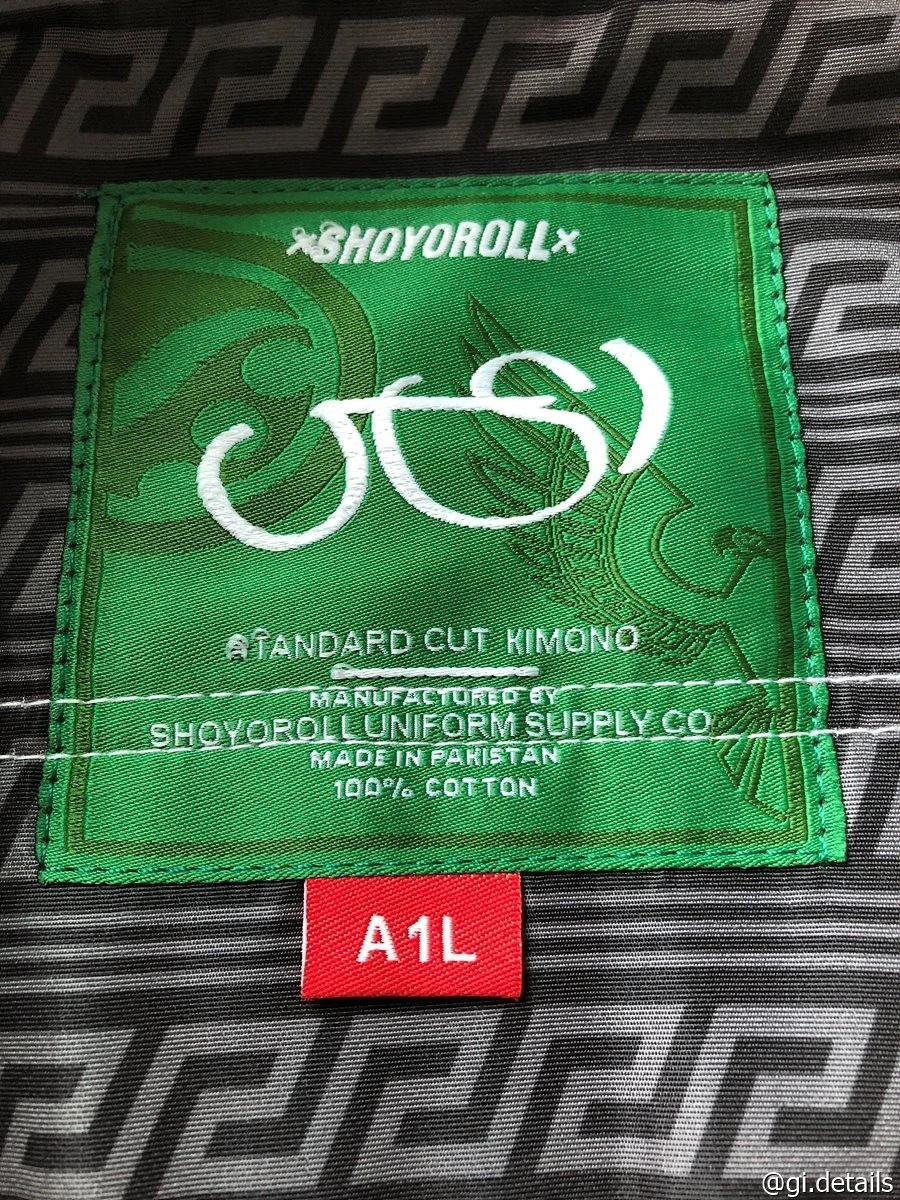 ×SHOYOROLL×
STANDARD CUT KIMONO
MANUFACTURED BY
SHOYOROLL UNIFORM SUPPLY CO
MADE IN PAKISTAN
100% COTTON
A1L
@gi.details